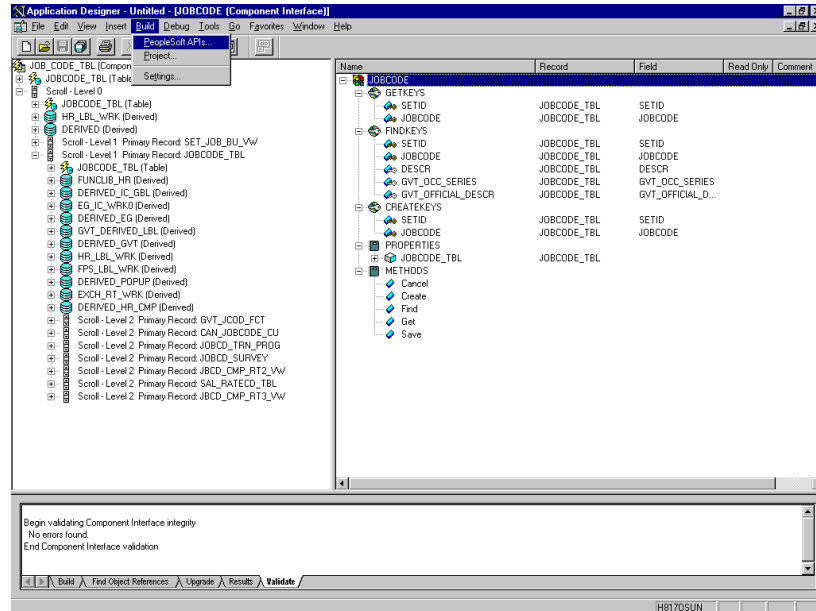 Application Designer - Untitled - [JOBCODE (Component Interface)]
File Edit View Insert Build Debug Tools Go Favorites Window Help
PeopleSoft APIs...
Project...
Settings...
JOB_CODE_TBL (Compon
JOBCODE_TBL (Table
Scroll - Level 0
JOBCODE_TBL (Table)
HR_LBL_WRK (Derived)
DERIVED (Derived)
Scroll - Level 1 Primary Record: SET_JOB_BU_VW
Scroll - Level 1 Primary Record: JOBCODE_TBL
JOBCODE_TBL (Table)
FUNCLIB_HR (Derived)
DERIVED_IC_GBL (Derived)
EG_IC_WRK0 (Derived)
DERIVED_EG (Derived)
GVT_DERIVED_LBL (Derived)
DERIVED_GVT (Derived)
HR_LBL_WRK (Derived)
FPS_LBL_WRK (Derived)
DERIVED_POPUP (Derived)
EXCH_RT_WRK (Derived)
DERIVED_HR_CMP (Derived)
Scroll - Level 2 Primary Record: GVT_JCOD_FCT
Scroll - Level 2 Primary Record: CAN_JOBCODE_CU
Scroll - Level 2 Primary Record: JOBCD_TRN_PROG
Scroll - Level 2 Primary Record: JOBCD_SURVEY
Scroll - Level 2 Primary Record: JBCD_CMP_RT2_VW
Scroll - Level 2 Primary Record: SAL_RATECD_TBL
Scroll - Level 2 Primary Record: JBCD_CMP_RT3_VW
Name Record Field Read Only Comment
JOBCODE
GETKEYS
SETID JOBCODE_TBL SETID
JOBCODE JOBCODE_TBL JOBCODE
FINDKEYS
SETID JOBCODE_TBL SETID
JOBCODE JOBCODE_TBL JOBCODE
DESCR JOBCODE_TBL DESCR
GVT_OCC_SERIES JOBCODE_TBL GVT_OCC_SERIES
GVT_OFFICIAL_DESCR JOBCODE_TBL GVT_OFFICIAL_D...
CREATEKEYS
SETID JOBCODE_TBL SETID
JOBCODE JOBCODE_TBL JOBCODE
PROPERTIES
JOBCODE_TBL JOBCODE_TBL
METHODS
Cancel
Create
Find
Get
Save
Begin validating Component Interface integrity
No errors found.
End Component Interface validation
Build Find Object References Upgrade Results Validate
H817OSUN